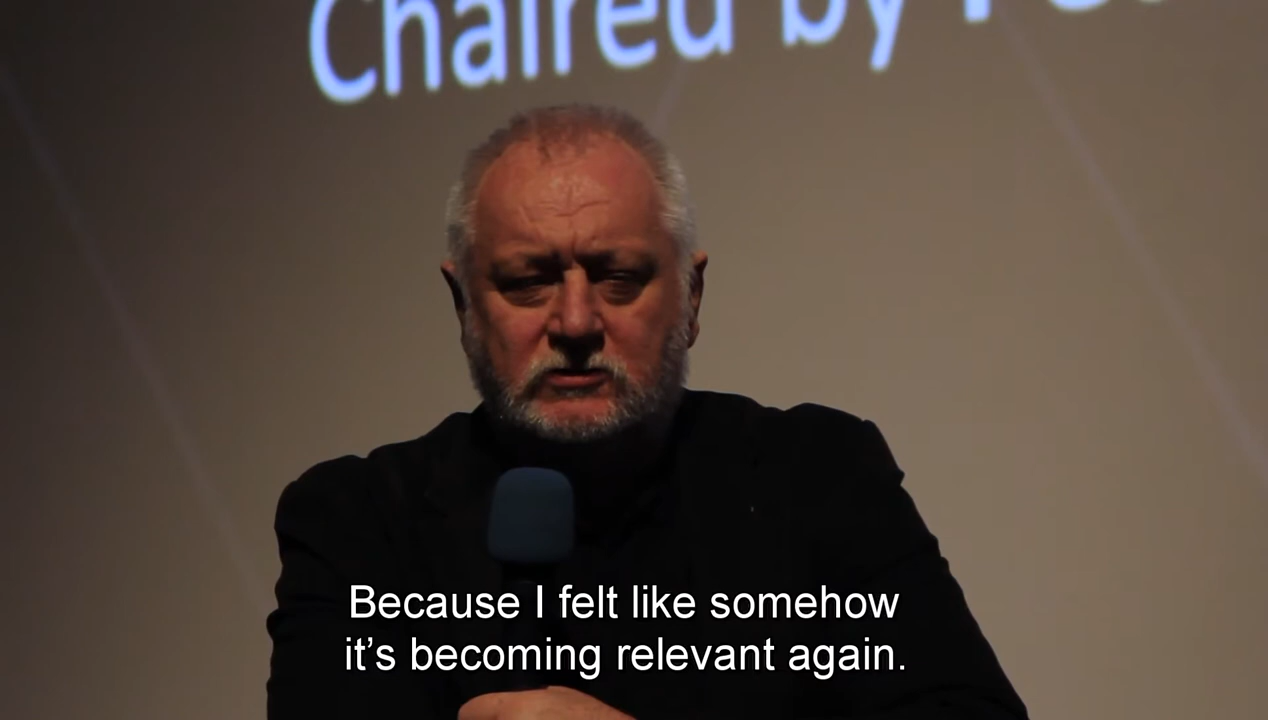 Chaired by
Because I felt like somehow
it's becoming relevant again.